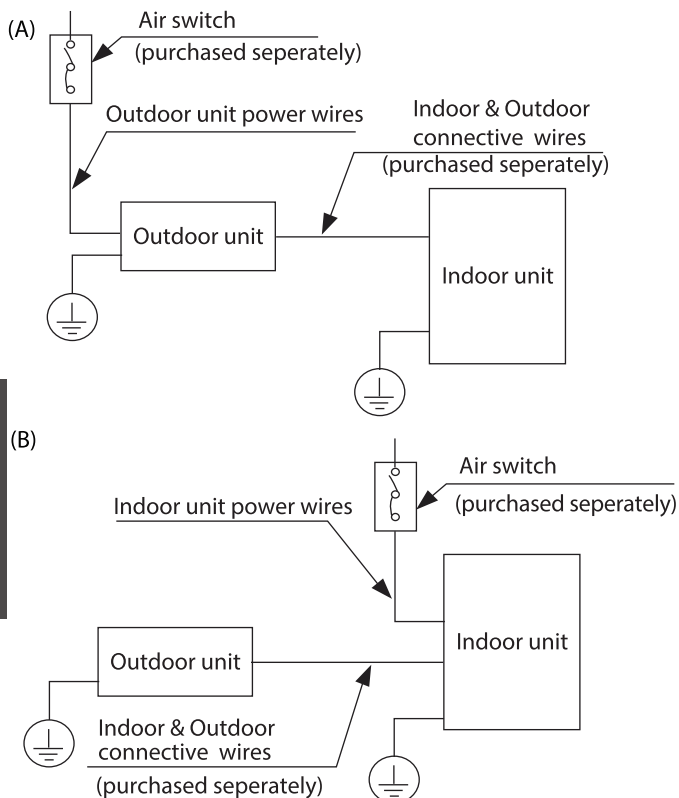 (A)
Air switch
(purchased seperately)
Outdoor unit power wires
Indoor & Outdoor
connective wires
(purchased seperately)
Outdoor unit
Indoor unit
(B)
Air switch
(purchased seperately)
Indoor unit power wires
Indoor unit
Outdoor unit
Indoor & Outdoor
connective wires
(purchased seperately)